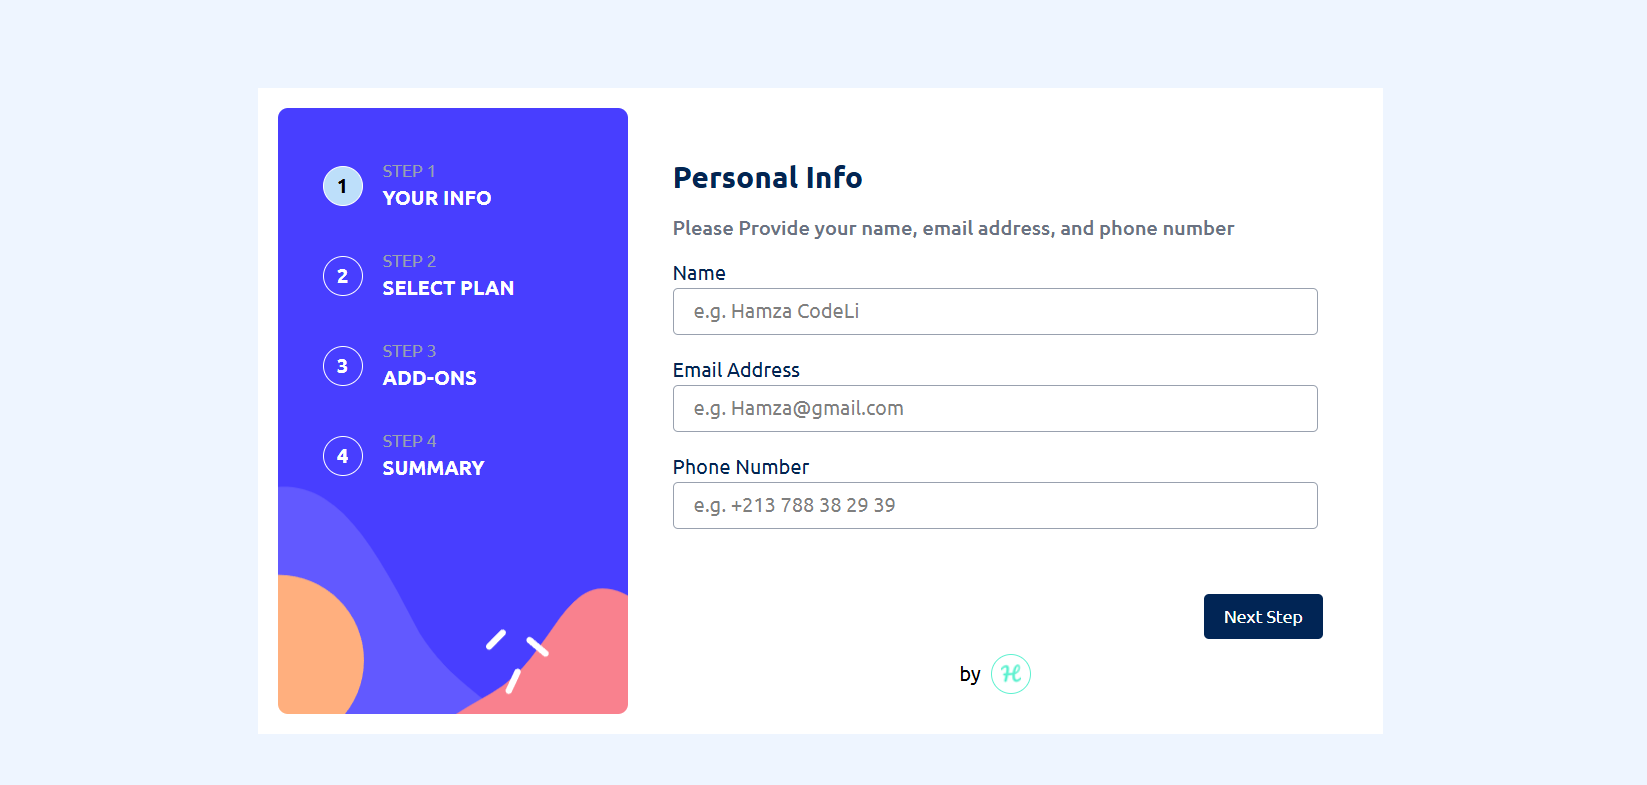 1
STEP 1
YOUR INFO
2
STEP 2
SELECT PLAN
3
STEP 3
ADD-ONS
4
STEP 4
SUMMARY
Personal Info
Please Provide your name, email address, and phone number
Name
e.g. Hamza CodeLi
Email Address
e.g. Hamza@gmail.com
Phone Number
e.g. +213 788 38 29 39
Next Step
by H